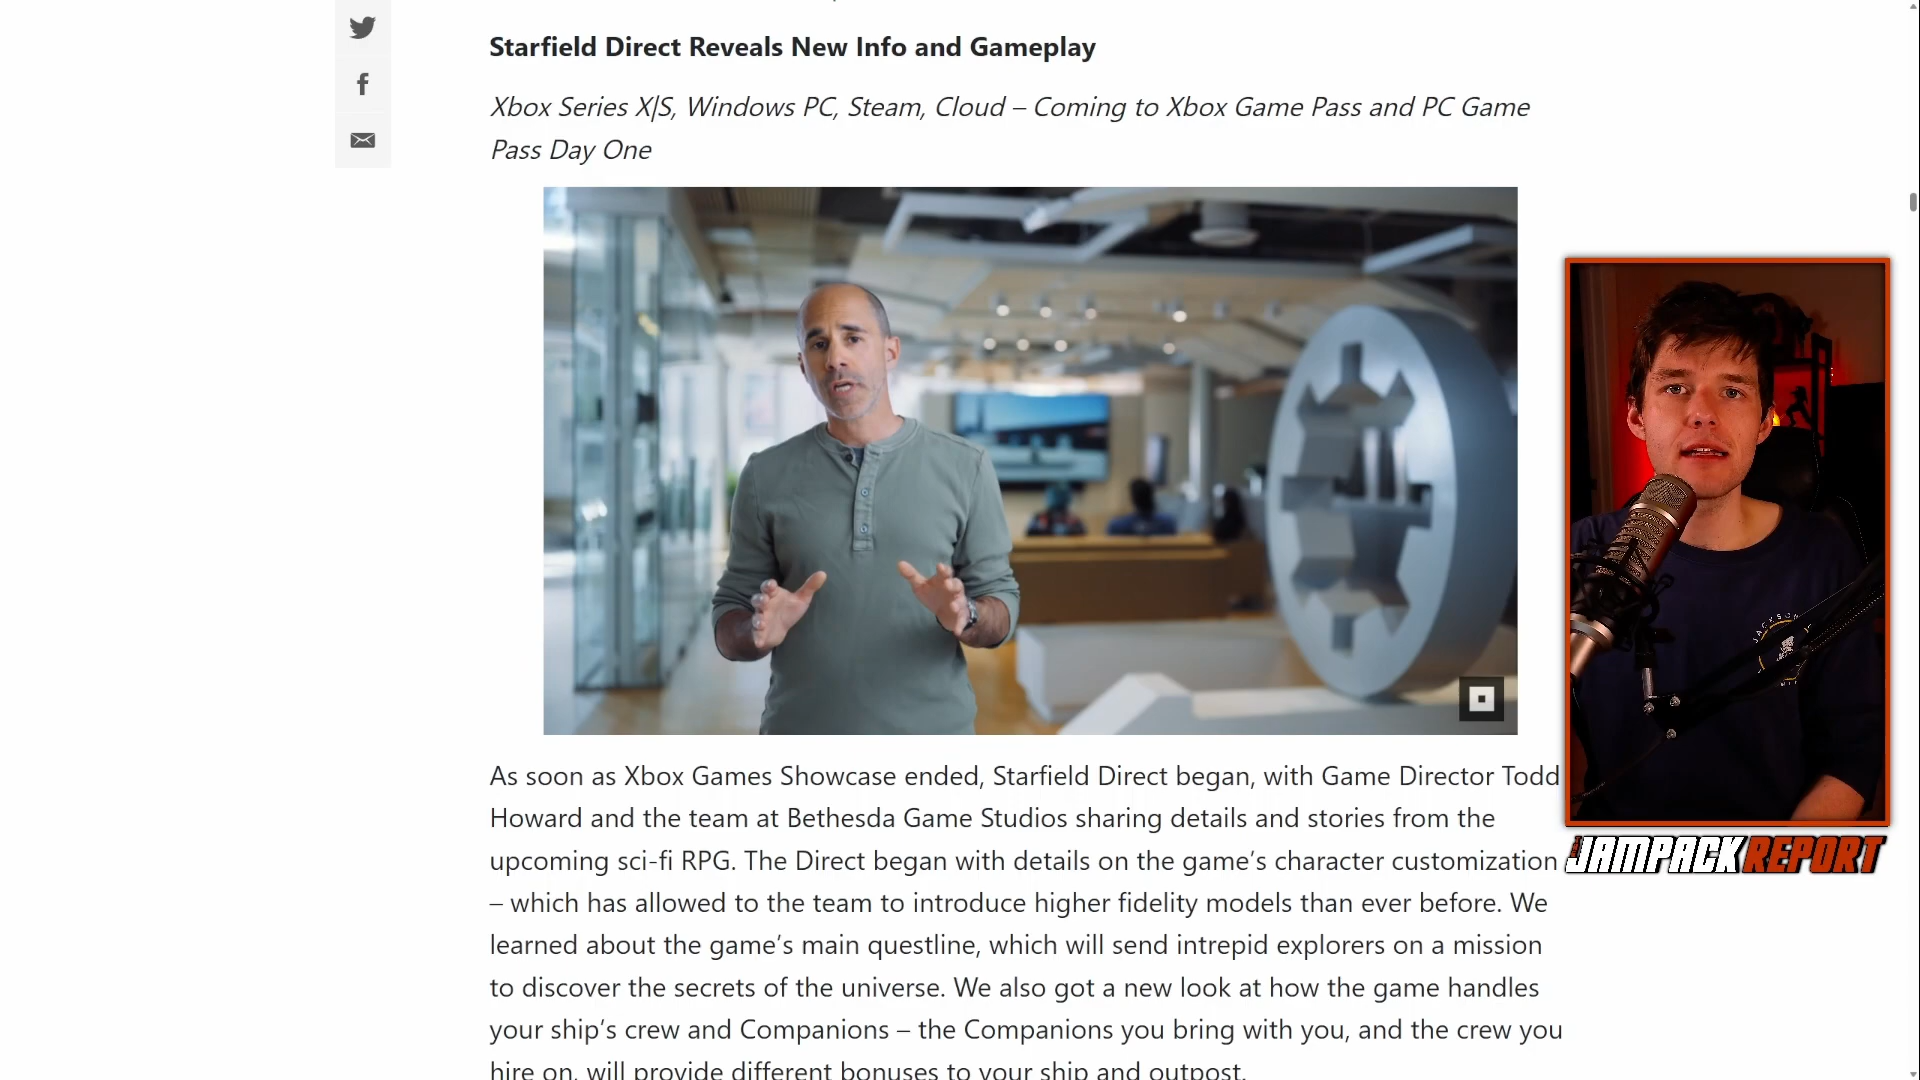 Starfield Direct Reveals New Info and Gameplay
Xbox Series X|S, Windows PC, Steam, Cloud – Coming to Xbox Game Pass and PC Game
Pass Day One
As soon as Xbox Games Showcase ended, Starfield Direct began, with Game Director Todd
Howard and the team at Bethesda Game Studios sharing details and stories from the
upcoming sci-fi RPG. The Direct began with details on the game’s character customization
– which has allowed to the team to introduce higher fidelity models than ever before. We
learned about the game’s main questline, which will send intrepid explorers on a mission
to discover the secrets of the universe. We also got a new look at how the game handles
your ship’s crew and Companions – the Companions you bring with you, and the crew you
hire on, will provide different bonuses to your ship and outpost.
JAMPACK REPORT